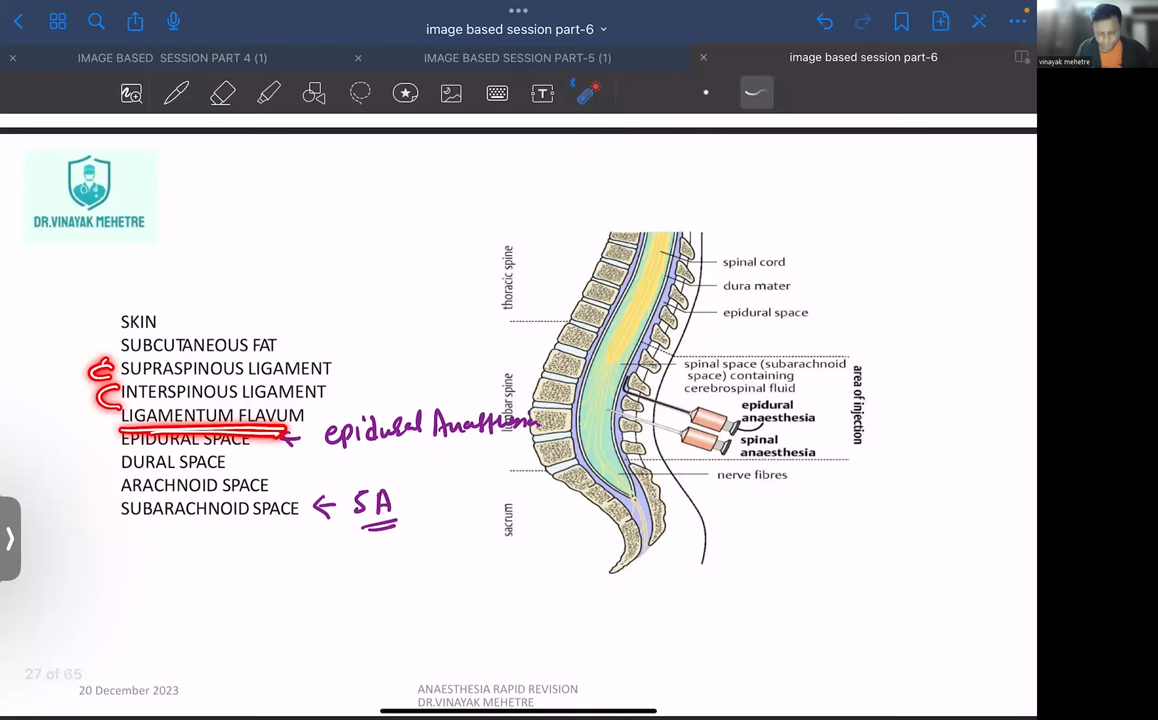 image based session part-6
IMAGE BASED SESSION PART 4 (1)
IMAGE BASED SESSION PART-5 (1)
image based session part-6
vinayak mehetre
DR.VINAYAK MEHETRE
SKIN
SUBCUTANEOUS FAT
SUPRASPINOUS LIGAMENT
INTERSPINOUS LIGAMENT
LIGAMENTUM FLAVUM
EPIDURAL SPACE
epidural
DURAL SPACE
ARACHNOID SPACE
SUBARACHNOID SPACE
SA
thoracic spine
lumbar spine
sacrum
spinal cord
dura mater
epidural space
spinal space (subarachnoid
space) containing
cerebrospinal fluid
epidural
anaesthesia
spinal
anaesthesia
nerve fibres
area of injection
27 of 65
20 December 2023
ANAESTHESIA RAPID REVISION
DR.VINAYAK MEHETRE